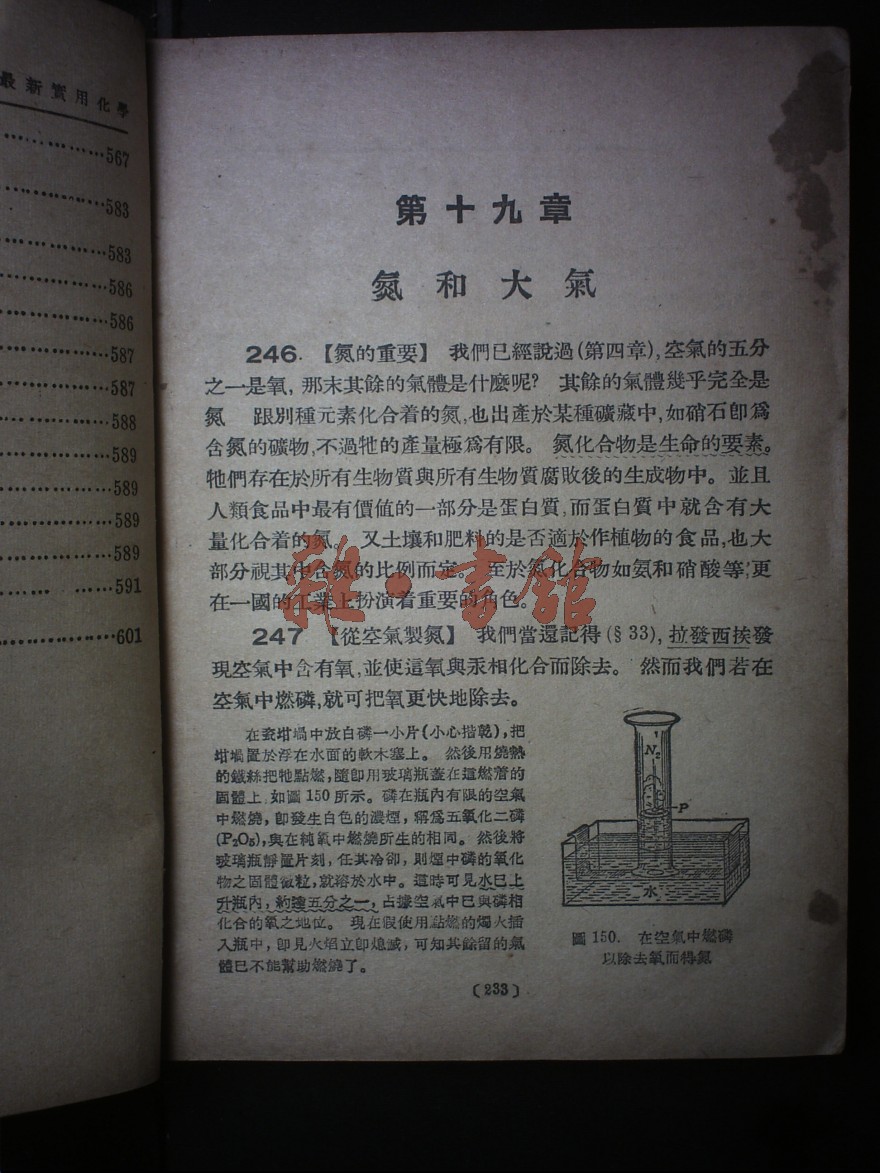 最新實用化學
……567
……583
……583
……586
……586
……587
……587
……588
……589
……589
……589
……589
……591
……601
第十九章
氮和大氣
246. 【氮的重要】 我們已經說過(第四章),空氣的五分
之一是氧, 那末其餘的氣體是什麽呢? 其餘的氣體幾乎完全是
氮 跟別種元素化合着的氮,也出產於某種礦藏中,如硝石卽爲
含氮的礦物,不過牠的產量極爲有限。 氮化合物是生命的要素。
牠們存在於所有生物質與所有生物質腐敗後的生成物中。 並且
人類食品中最有價值的一部分是蛋白質,而蛋白質中就含有大
量化合着的氮。 又土壤和肥料的是否適於作植物的食品,也大
部分視其中含氮的比例而定。 至於氮化合物如氨和硝酸等,更
在一國的工業上扮演着重要的角色。
雜·書館
247 【從空氣製氮】 我們當還記得(§33), 拉發西挨發
現空氣中含有氧,並使這氧與汞相化合而除去。 然而我們若在
空氣中燃磷,就可把氧更快地除去。
在瓷坩堝中放白磷一小片(小心揩乾),把
坩堝置於浮在水面的軟木塞上。 然後用燒熱
的鐵絲把牠點燃,隨卽用玻璃瓶蓋在這燃着的
固體上,如圖150所示。 磷在瓶內有限的空氣
中燃燒,卽發生白色的濃煙,稱爲五氧化二磷
(P₂O₅),與在純氧中燃燒所生的相同。 然後將
玻璃瓶靜置片刻, 任其冷卻, 則煙中磷的氧化
物之固體微粒,就溶於水中。 這時可見水已上
升瓶內,約達五分之一,占據空氣中已與磷相
化合的氧之地位。 現在假使用點燃的燭火插
入瓶中,卽見火焰立卽熄滅,可知其餘留的氣
體已不能幫助燃燒了。
N₂
P
水
圖 150. 在空氣中燃磷
以除去氧而得氮
(233)